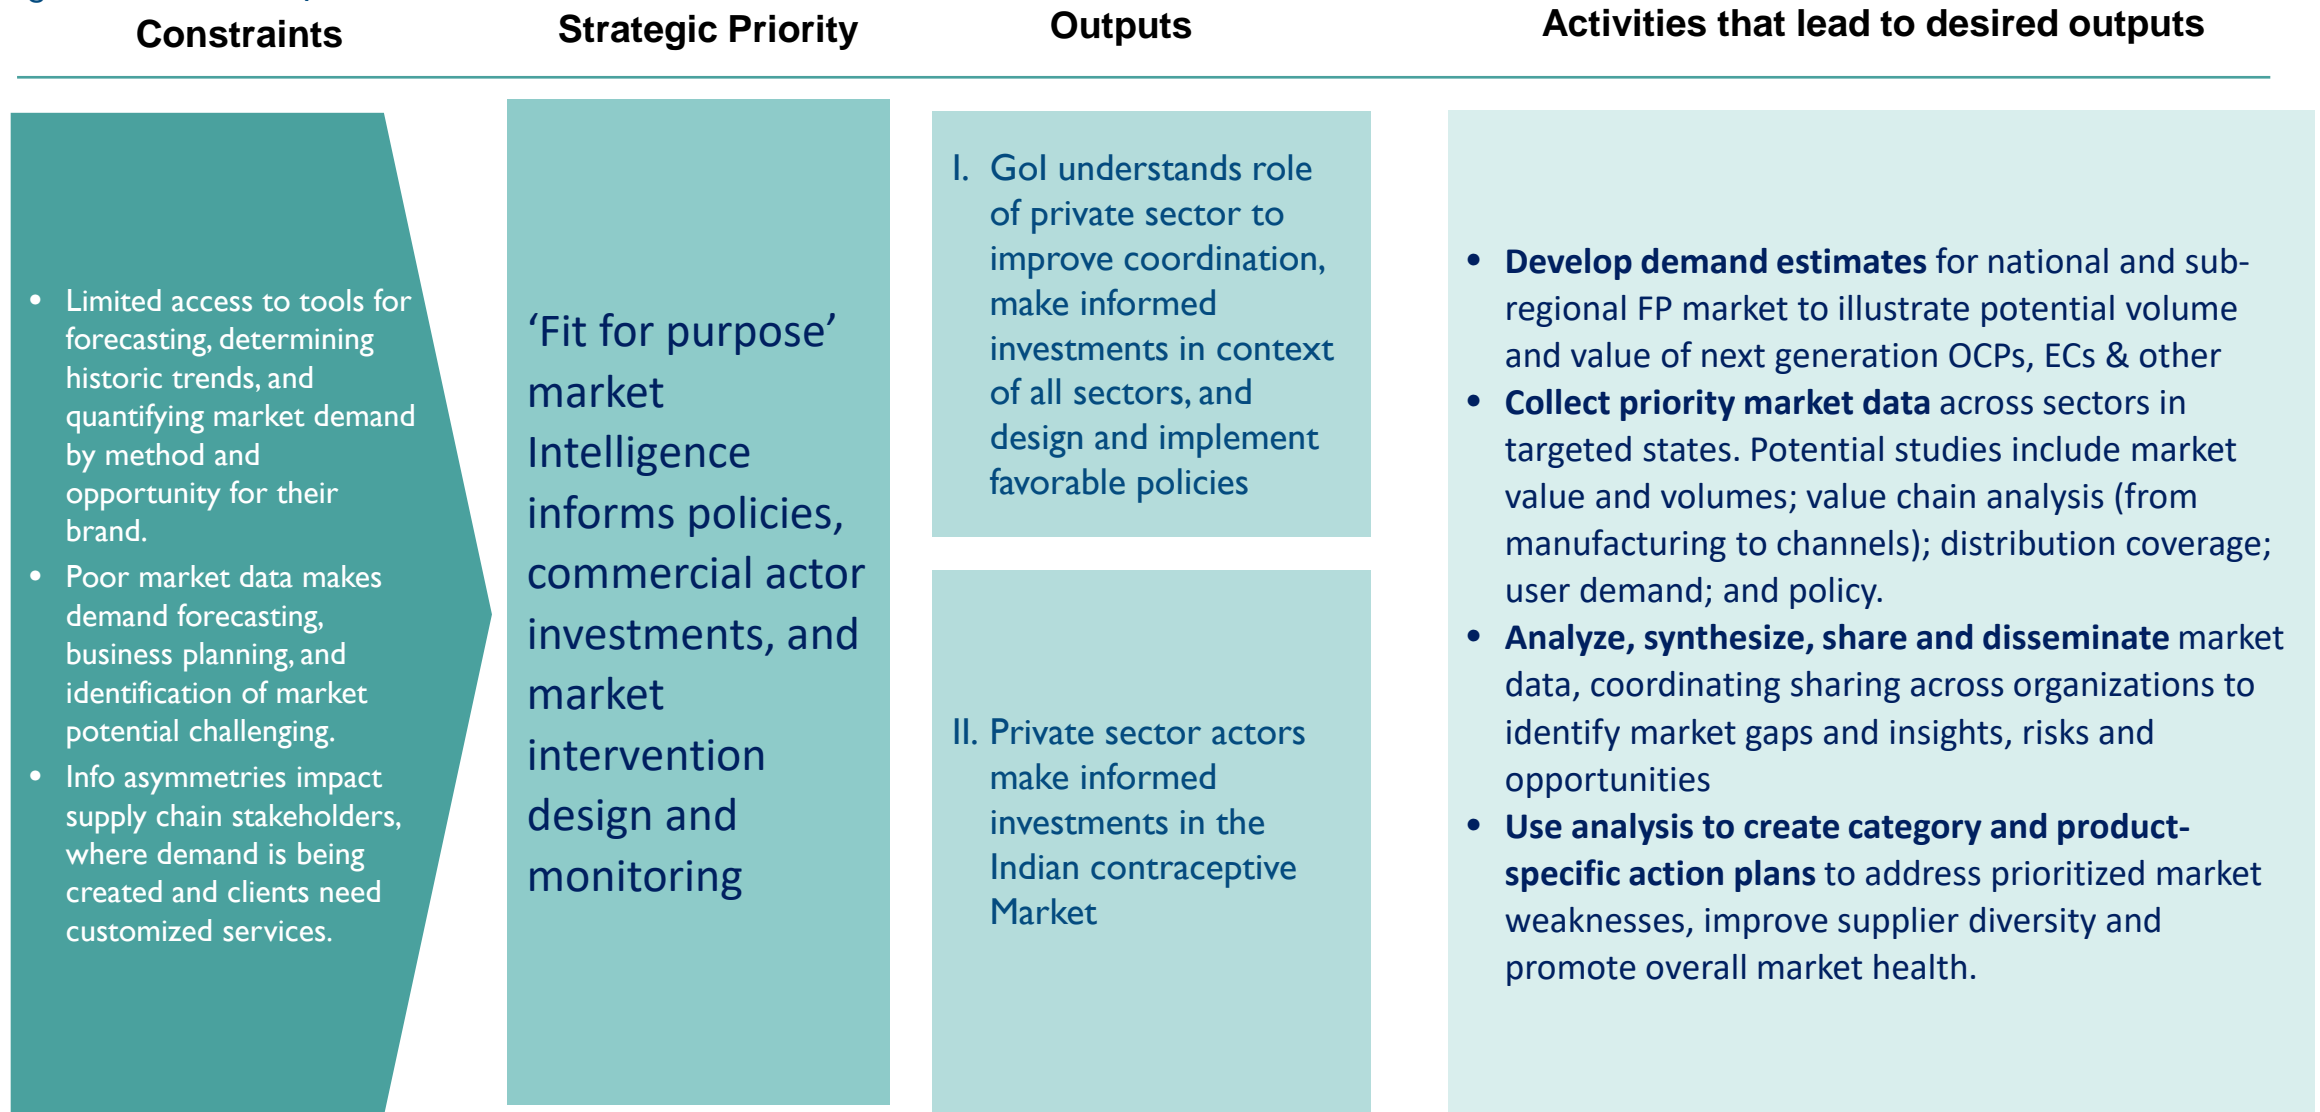 Constraints
Strategic Priority
Outputs
Activities that lead to desired outputs
• Limited access to tools for
forecasting, determining
historic trends, and
quantifying market demand
by method and
opportunity for their
brand.
• Poor market data makes
demand forecasting,
business planning, and
identification of market
potential challenging.
• Info asymmetries impact
supply chain stakeholders,
where demand is being
created and clients need
customized services.
‘Fit for purpose’
market
Intelligence
informs policies,
commercial actor
investments, and
market
intervention
design and
monitoring
I. GoI understands role
of private sector to
improve coordination,
make informed
investments in context
of all sectors, and
design and implement
favorable policies
II. Private sector actors
make informed
investments in the
Indian contraceptive
Market
• Develop demand estimates for national and sub-
regional FP market to illustrate potential volume
and value of next generation OCPs, ECs & other
• Collect priority market data across sectors in
targeted states. Potential studies include market
value and volumes; value chain analysis (from
manufacturing to channels); distribution coverage;
user demand; and policy.
• Analyze, synthesize, share and disseminate market
data, coordinating sharing across organizations to
identify market gaps and insights, risks and
opportunities
• Use analysis to create category and product-
specific action plans to address prioritized market
weaknesses, improve supplier diversity and
promote overall market health.